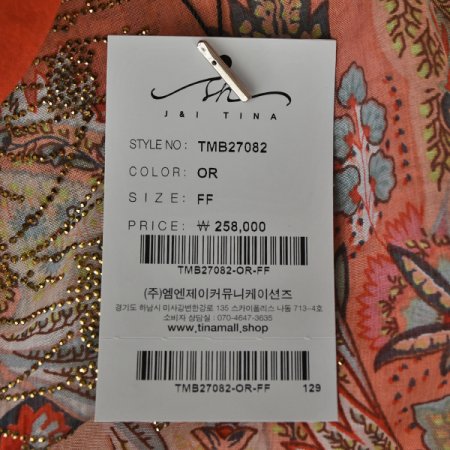 J&I TINA
STYLE NO: TMB27082
COLOR: OR
SIZE: FF
PRICE: ₩ 258,000
TMB27082-OR-FF
(주)엠엔제이커뮤니케이션즈
경기도 하남시 미사강변한강로 135 스카이폴리스 나동 713-4호
소비자 상담실 : 070-4647-3635
www.tinamall.shop
TMB27082-OR-FF 129